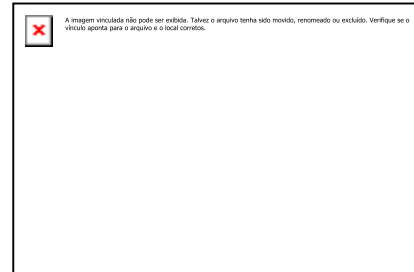 A imagem vinculada não pode ser exibida. Talvez o arquivo tenha sido movido, renomeado ou excluído. Verifique se o
vínculo aponta para o arquivo e o local corretos.